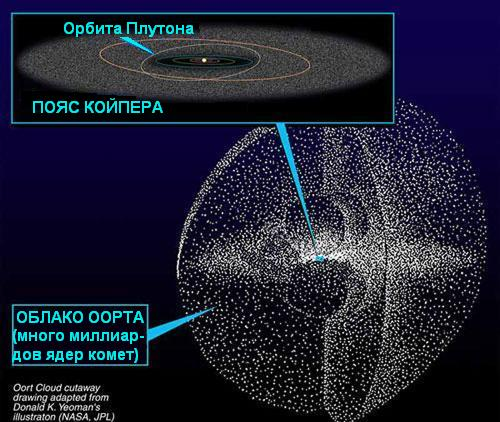 Орбита Плутона
ПОЯС КОЙПЕРА
ОБЛАКО ООРТА
(много миллиар-
дов ядер комет)
Oort Cloud cutaway
drawing adapted from
Donald K. Yeoman's
illustraton (NASA, JPL)